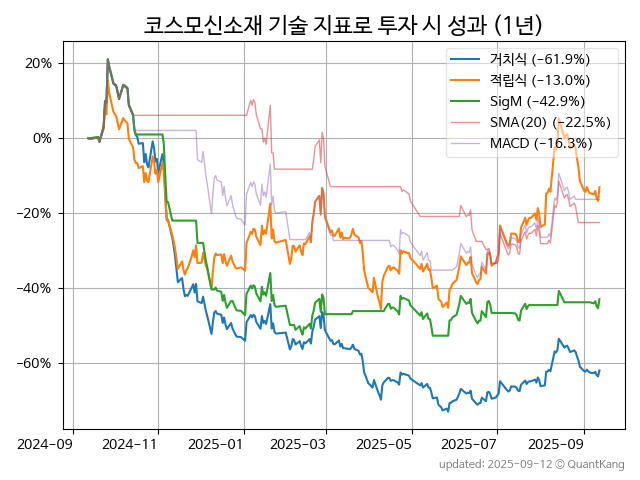 코스모신소재 기술 지표로 투자 시 성과 (1년)
거치식 (−61.9%)
적립식 (−13.0%)
SigM (−42.9%)
SMA(20) (−22.5%)
MACD (−16.3%)
20%
0%
−20%
−40%
−60%
2024-09 2024-11 2025-01 2025-03 2025-05 2025-07 2025-09
updated: 2025-09-12 © QuantKang